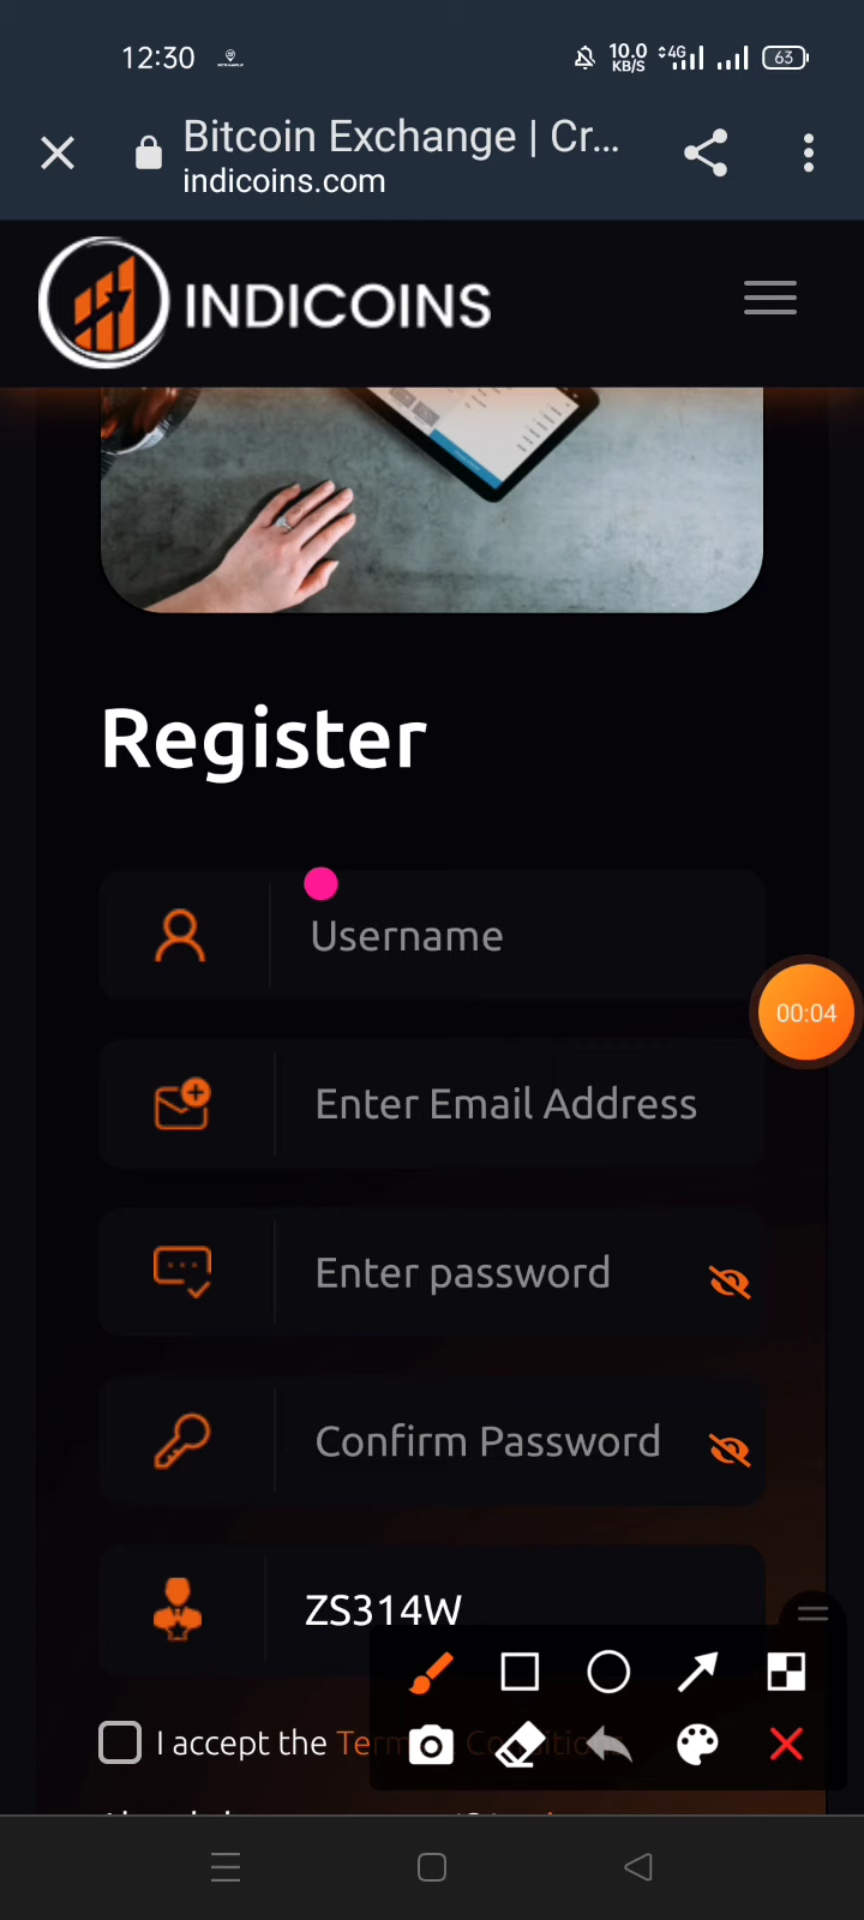 12:30
10.0
KB/S
4G
63
Bitcoin Exchange | Cr...
indicoins.com
INDICOINS
Register
Username
00:04
Enter Email Address
Enter password
Confirm Password
ZS314W
I accept the